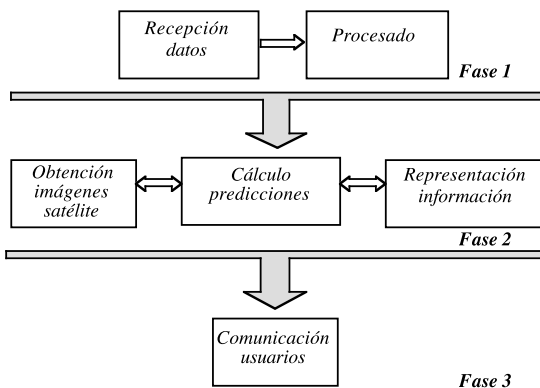 Recepción
datos
Procesado
Fase 1
Obtención
imágenes
satélite
Cálculo
predicciones
Representación
información
Fase 2
Comunicación
usuarios
Fase 3